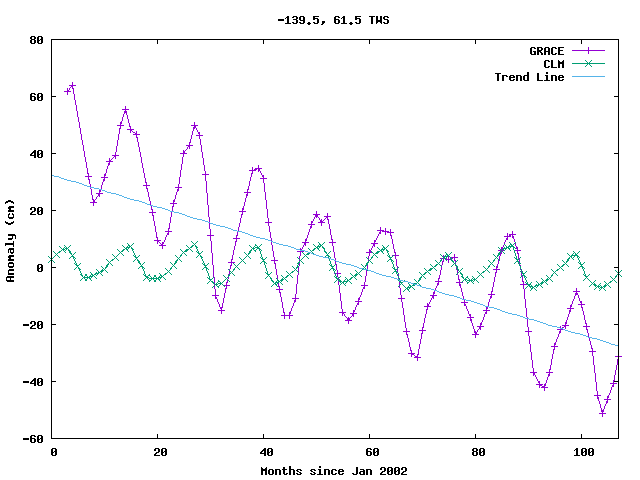 -139.5, 61.5 TWS
GRACE
CLM
Trend Line
80
60
40
20
0
-20
-40
-60
Anomaly (cm)
0 20 40 60 80 100
Months since Jan 2002